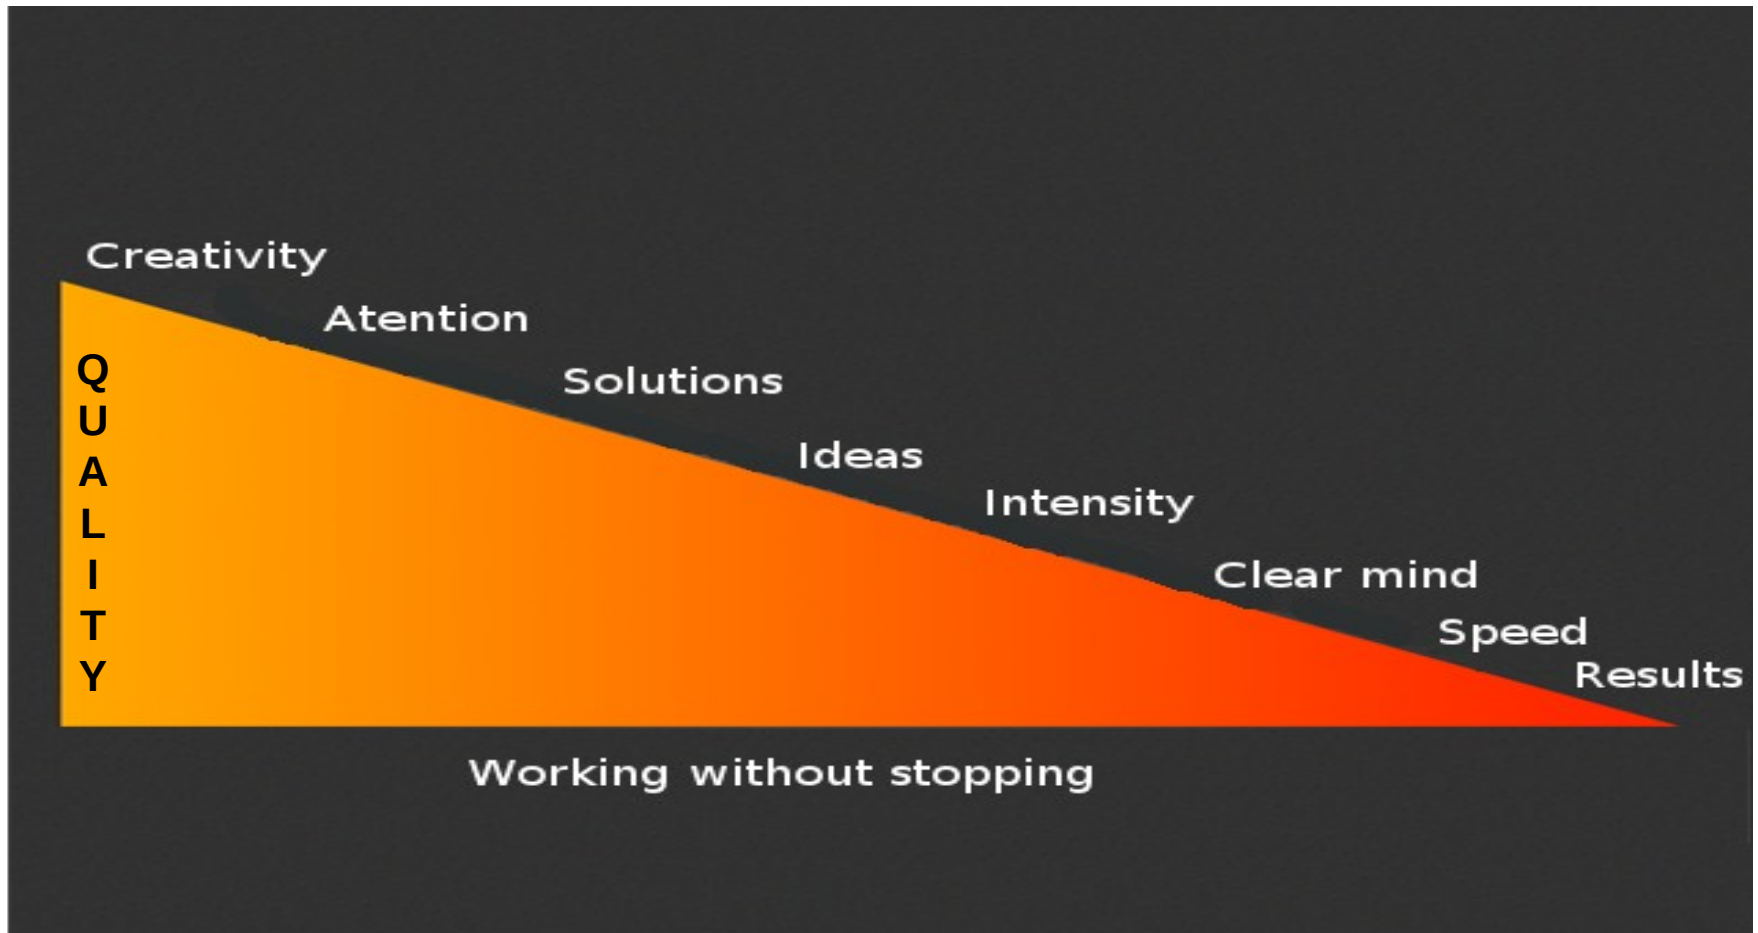 Creativity
Atention
Solutions
Ideas
Intensity
Clear mind
Speed
Results
QUALITY
Working without stopping